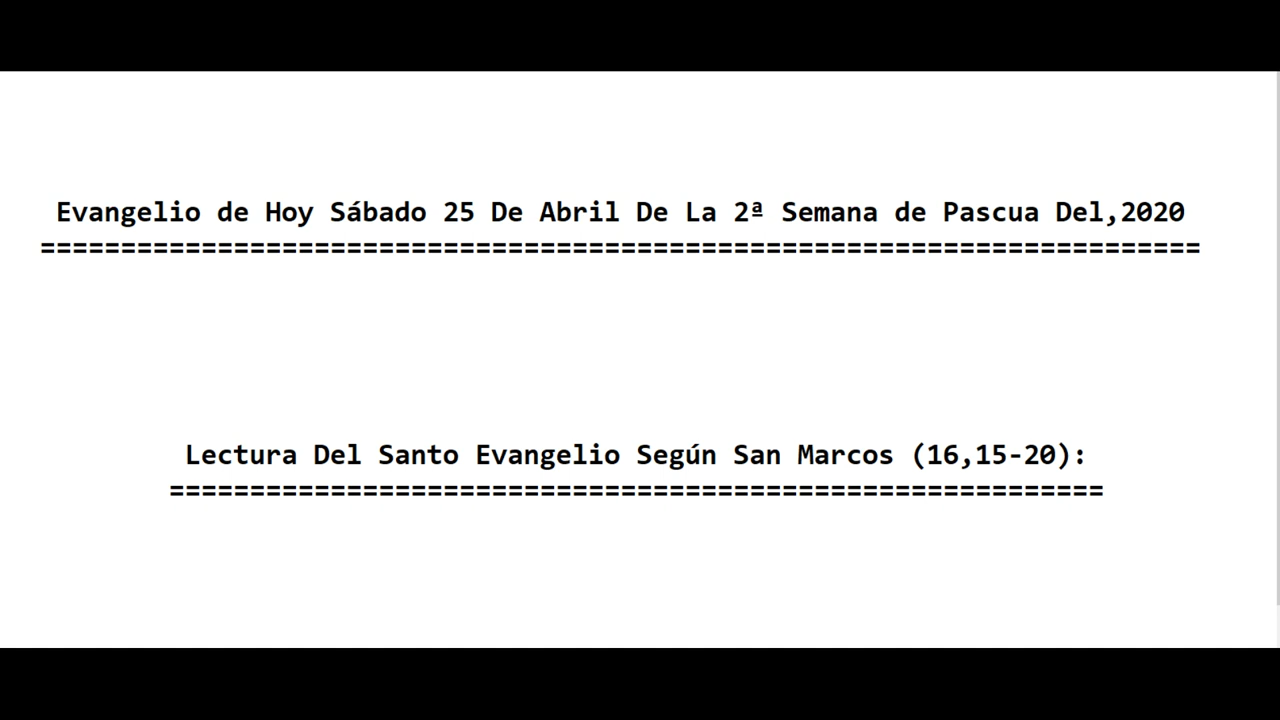 Evangelio de Hoy Sábado 25 De Abril De La 2ª Semana de Pascua Del,2020
========================================================================
Lectura Del Santo Evangelio Según San Marcos (16,15-20):
==========================================================